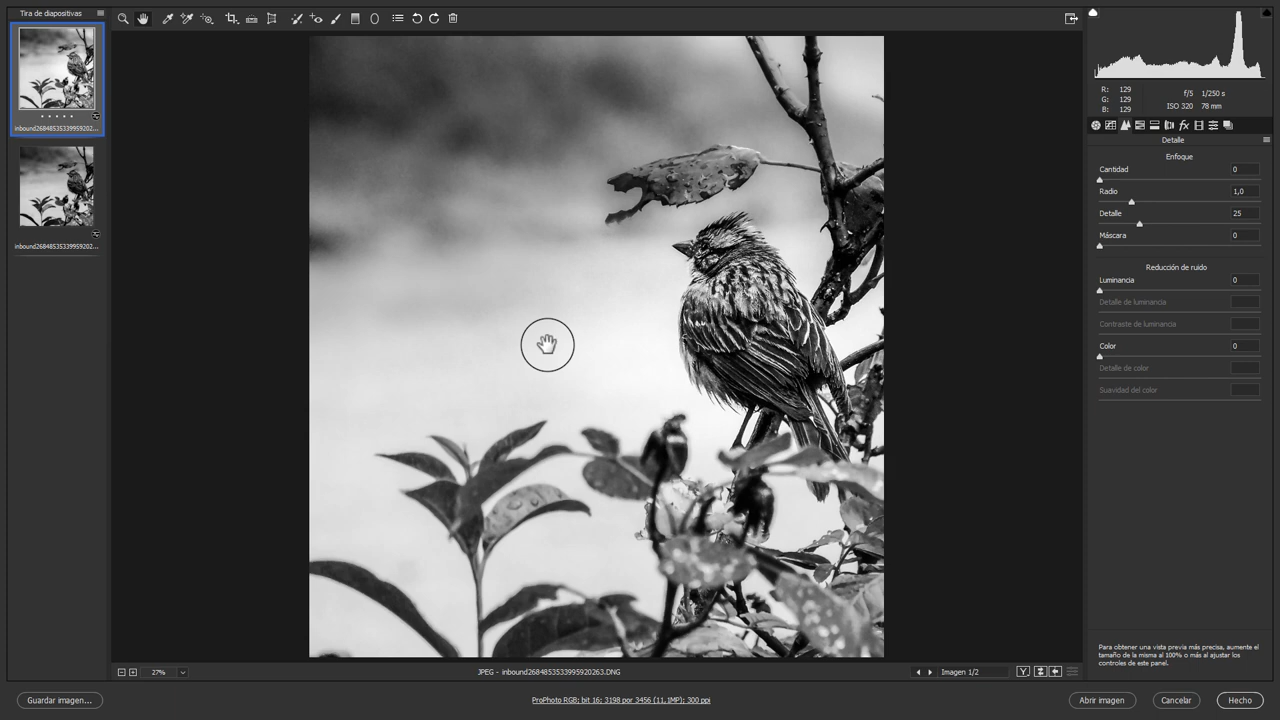 Tira de diapositivas
inbound26848535339959202...
inbound26848535339959202...
R: 129
G: 129
B: 129
f/5 1/250 s
ISO 320 78 mm
fx
Detalle
Enfoque
Cantidad 0
Radio 1,0
Detalle 25
Máscara 0
Reducción de ruido
Luminancia 0
Detalle de luminancia
Contraste de luminancia
Color 0
Detalle de color
Suavidad del color
Para obtener una vista previa más precisa, aumente el
tamaño de la misma al 100% o más al ajustar los
controles de este panel.
27%
JPEG - inbound2684853533995920263.DNG
Imagen 1/2
Y
Guardar imagen...
ProPhoto RGB; bit 16; 3198 por 3456 (11,1MP); 300 ppi
Abrir imagen
Cancelar
Hecho